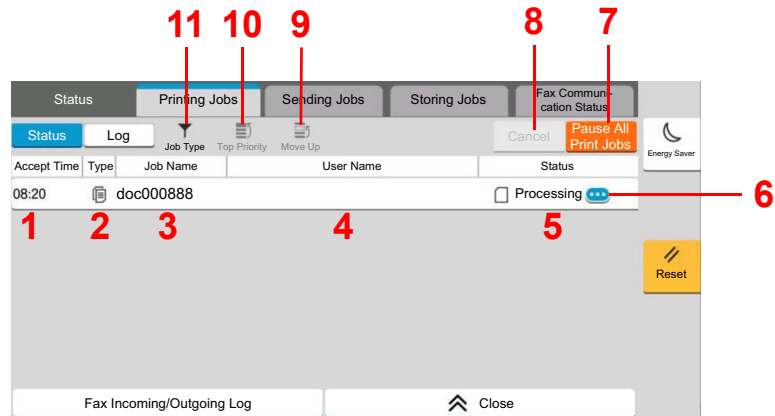 11 10 9 8 7
Status Printing Jobs Sending Jobs Storing Jobs Fax Communi-
cation Status
Status Log Job Type Top Priority Move Up Cancel Pause All
Print Jobs
Energy Saver
Accept Time Type Job Name User Name Status
08:20 doc000888 Processing 6
1 2 3 4 5
Reset
Fax Incoming/Outgoing Log Close